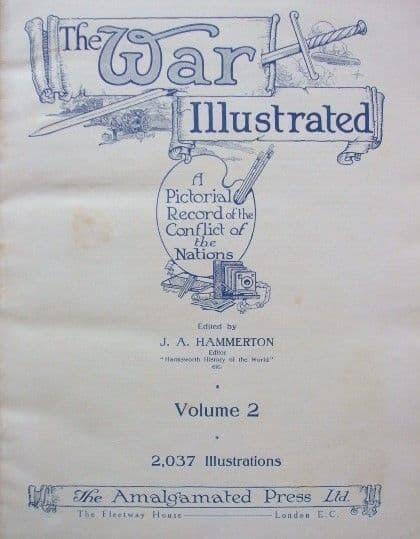 The War
Illustrated
A
Pictorial
Record of the
Conflict of
the
Nations
Edited by
J. A. HAMMERTON
Editor
"Harmsworth History of the World"
etc.
Volume 2
2,037 Illustrations
The Amalgamated Press Ltd.
The Fleetway House London E.C.